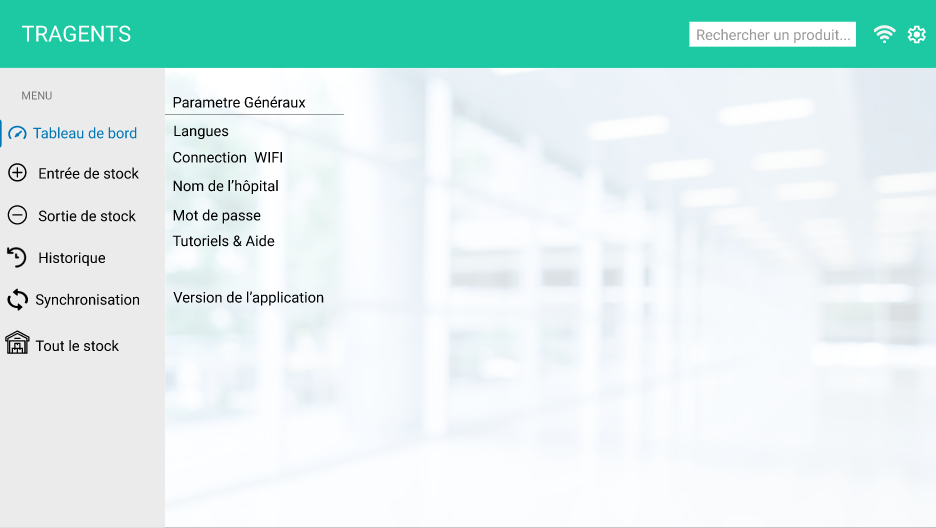 TRAGENTS
Rechercher un produit...
MENU
Tableau de bord
Entrée de stock
Sortie de stock
Historique
Synchronisation
Tout le stock
Parametre Généraux
Langues
Connection WIFI
Nom de l'hôpital
Mot de passe
Tutoriels & Aide
Version de l'application